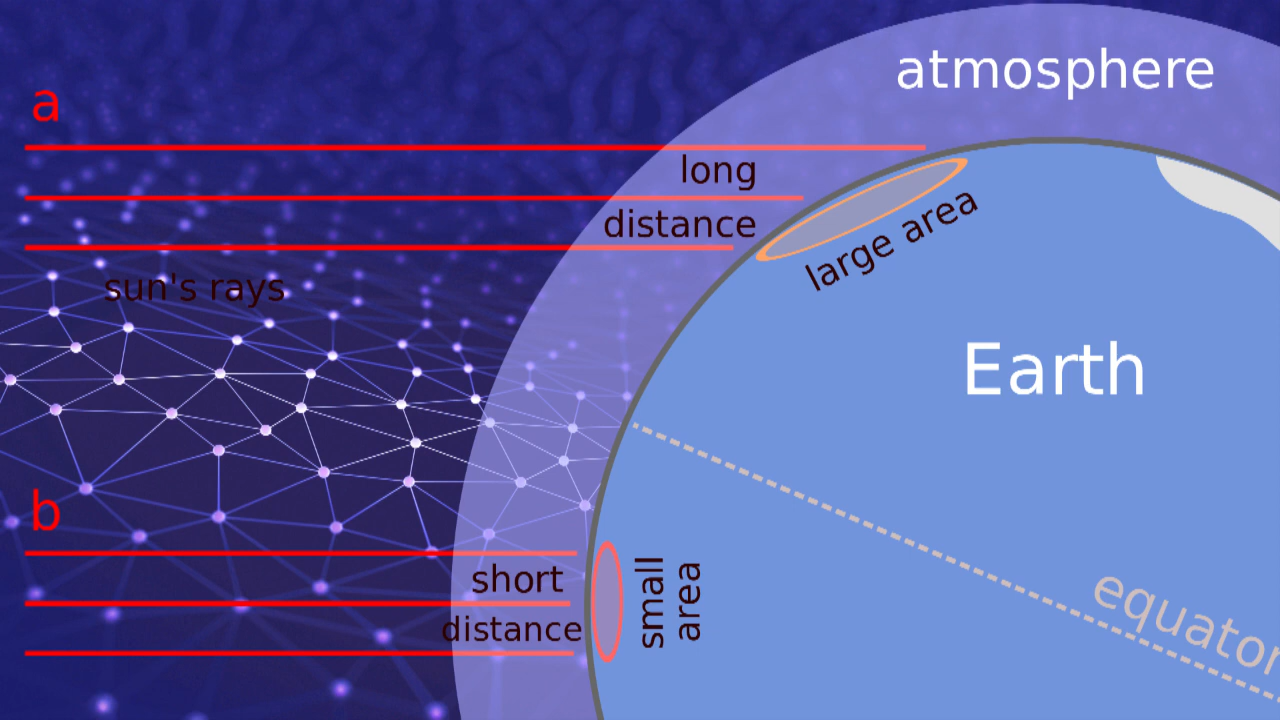 atmosphere
a
long
distance
large area
sun's rays
Earth
b
short
distance
small
area
equator